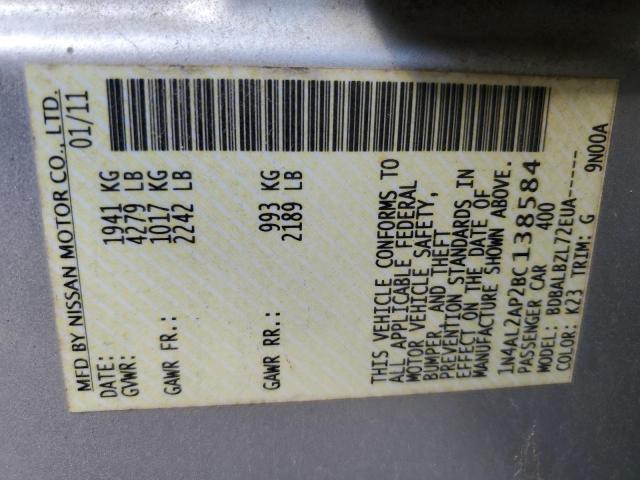 MFD BY NISSAN MOTOR CO., LTD.
DATE: 01/11
GVWR: 1941 KG
4279 LB
GAWR FR.: 1017 KG
2242 LB
GAWR RR.: 993 KG
2189 LB
THIS VEHICLE CONFORMS TO
ALL APPLICABLE FEDERAL
MOTOR VEHICLE SAFETY,
BUMPER, AND THEFT
PREVENTION STANDARDS IN
EFFECT ON THE DATE OF
MANUFACTURE SHOWN ABOVE.
1N4AL2AP2BC138584
PASSENGER CAR 400
MODEL: BDBALBZL72EUA-----
COLOR: K23 TRIM: G 9N00A